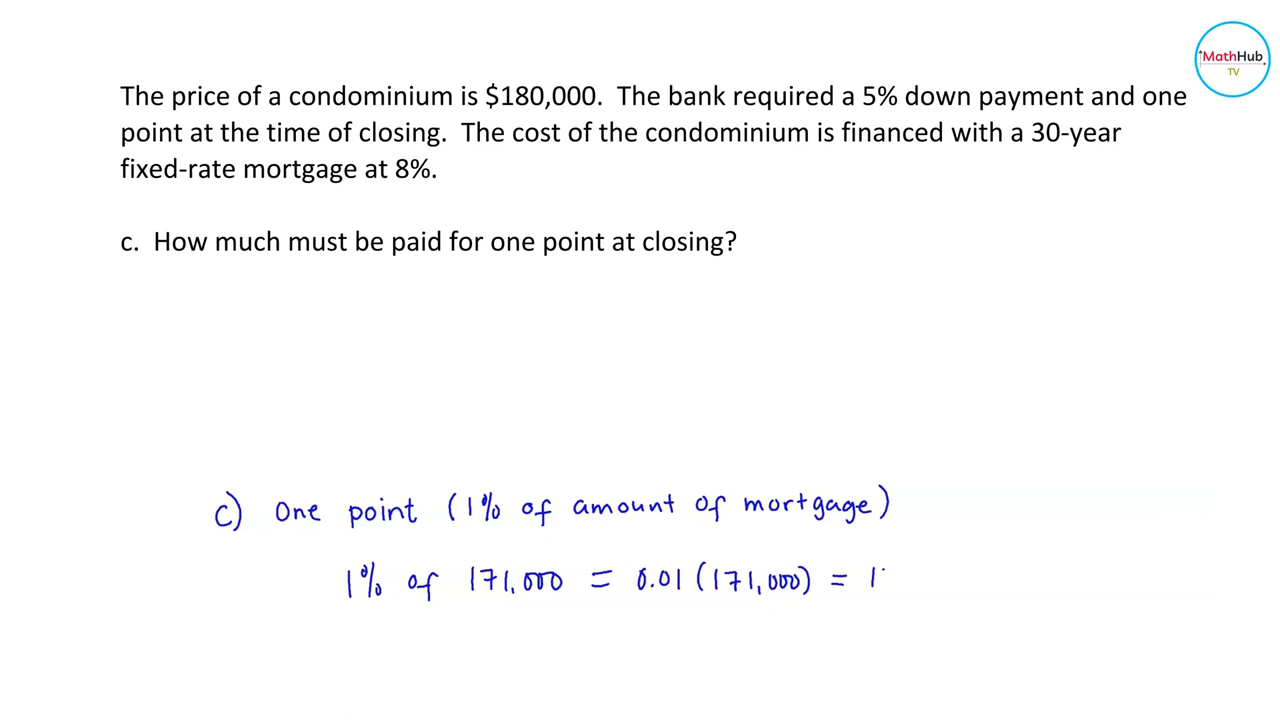 MathHub
TV
The price of a condominium is $180,000.  The bank required a 5% down payment and one
point at the time of closing.  The cost of the condominium is financed with a 30-year
fixed-rate mortgage at 8%.
c.  How much must be paid for one point at closing?
c) One point (1% of amount of mortgage)
1% of 171,000 = 0.01 (171,000) = 1